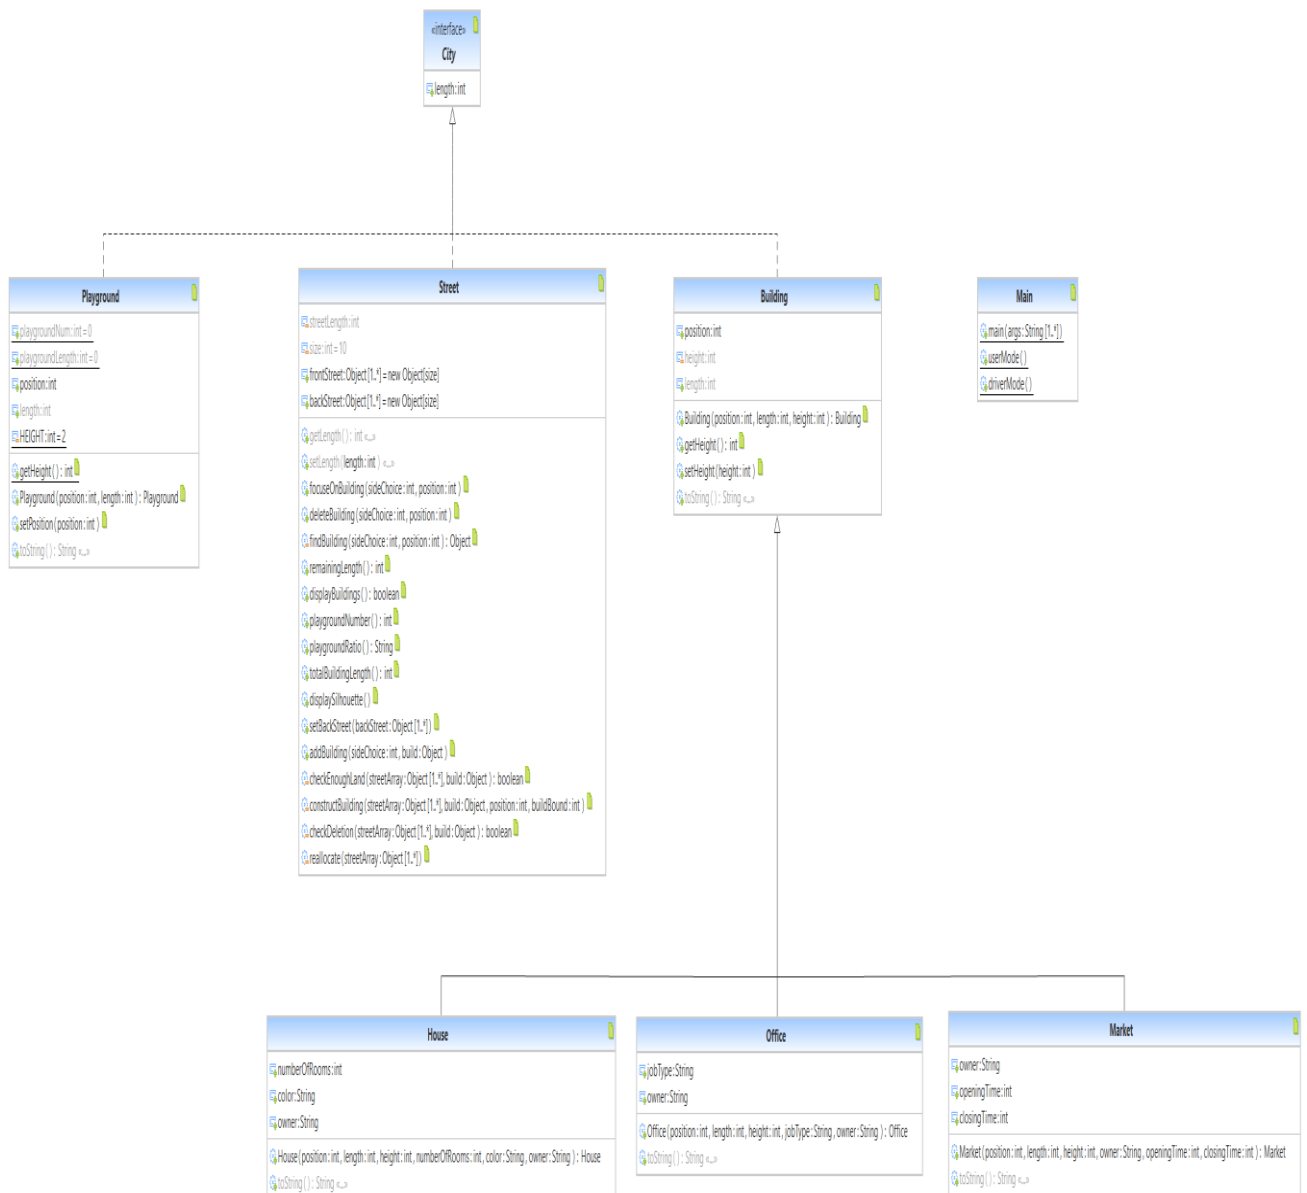 «interface»
City
length:int
Playground
playgroundNum:int=0
playgroundLength:int=0
position:int
length:int
HEIGHT:int=2
getHeight( ): int
Playground(position:int, length:int): Playground
setPosition(position:int)
toString( ): String
Street
streetLength:int
size:int=10
frontStreet:Object[1..*]=new Object[size]
backStreet:Object[1..*]=new Object[size]
getLength( ): int
setLength(length:int)
focuseOnBuilding(sideChoice:int, position:int)
deleteBuilding(sideChoice:int, position:int)
findBuilding(sideChoice:int, position:int): Object
remainingLength( ): int
displayBuildings( ): boolean
playgroundNumber( ): int
playgroundRatio( ): String
totalBuildingLength( ): int
displaySilhouette( )
setBackStreet(backStreet:Object[1..*])
addBuilding(sideChoice:int, build:Object)
checkEnoughLand(streetArray:Object[1..*], build:Object): boolean
constructBuilding(streetArray:Object[1..*], build:Object, position:int, buildBound:int)
checkDeletion(streetArray:Object[1..*], build:Object): boolean
reallocate(streetArray:Object[1..*])
Building
position:int
height:int
length:int
Building(position:int, length:int, height:int): Building
getHeight( ): int
setHeight(height:int)
toString( ): String
Main
main(args:String[1..*])
userMode( )
driverMode( )
House
numberOfRooms:int
color:String
owner:String
House(position:int, length:int, height:int, numberOfRooms:int, color:String, owner:String): House
toString( ): String
Office
jobType:String
owner:String
Office(position:int, length:int, height:int, jobType:String, owner:String): Office
toString( ): String
Market
owner:String
openingTime:int
closingTime:int
Market(position:int, length:int, height:int, owner:String, openingTime:int, closingTime:int): Market
toString( ): String